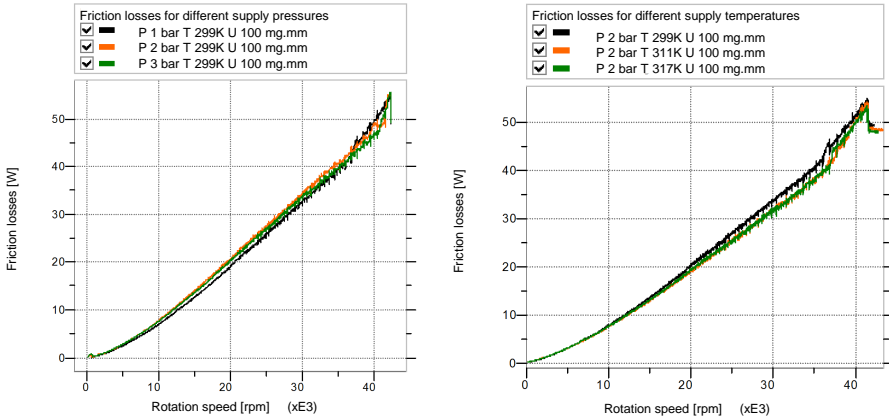 Friction losses for different supply pressures
P 1 bar T 299K U 100 mg.mm
P 2 bar T 299K U 100 mg.mm
P 3 bar T 299K U 100 mg.mm
50
40
30
20
10
0
Friction losses [W]
0 10 20 30 40
Rotation speed [rpm] (xE3)
Friction losses for different supply temperatures
P 2 bar T 299K U 100 mg.mm
P 2 bar T 311K U 100 mg.mm
P 2 bar T 317K U 100 mg.mm
50
40
30
20
10
0
Friction losses [W]
0 10 20 30 40
Rotation speed [rpm] (xE3)